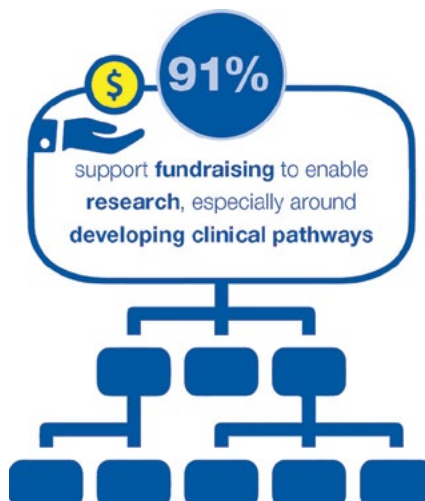 $
91%
support fundraising to enable
research, especially around
developing clinical pathways